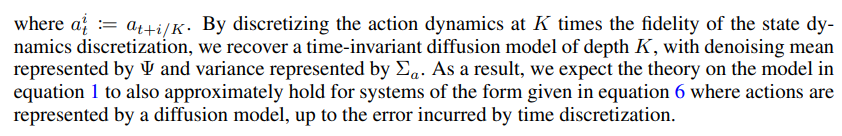 where $a_t^i := a_{t+i/K}$. By discretizing the action dynamics at $K$ times the fidelity of the state dy-
namics discretization, we recover a time-invariant diffusion model of depth $K$, with denoising mean
represented by $\Psi$ and variance represented by $\Sigma_a$. As a result, we expect the theory on the model in
equation 1 to also approximately hold for systems of the form given in equation 6 where actions are
represented by a diffusion model, up to the error incurred by time discretization.